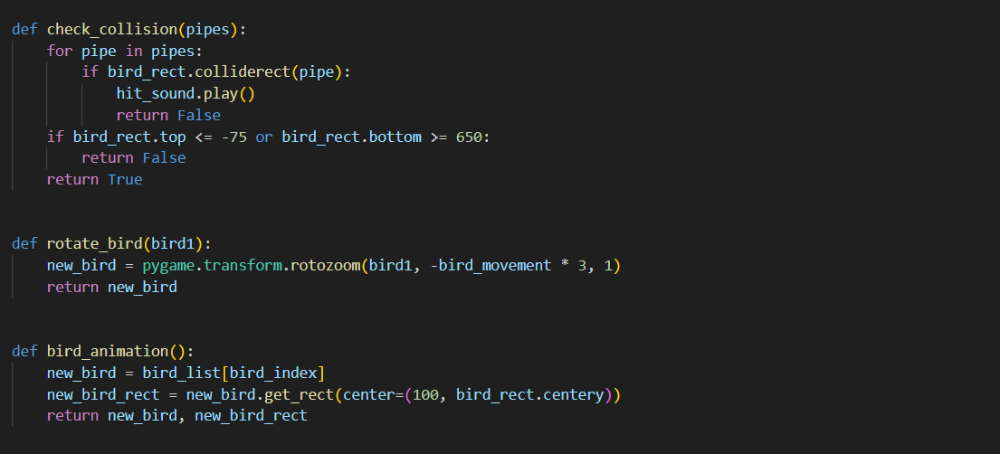 def check_collision(pipes):
    for pipe in pipes:
        if bird_rect.colliderect(pipe):
            hit_sound.play()
            return False
    if bird_rect.top <= -75 or bird_rect.bottom >= 650:
        return False
    return True
def rotate_bird(bird1):
    new_bird = pygame.transform.rotozoom(bird1, -bird_movement * 3, 1)
    return new_bird
def bird_animation():
    new_bird = bird_list[bird_index]
    new_bird_rect = new_bird.get_rect(center=(100, bird_rect.centery))
    return new_bird, new_bird_rect